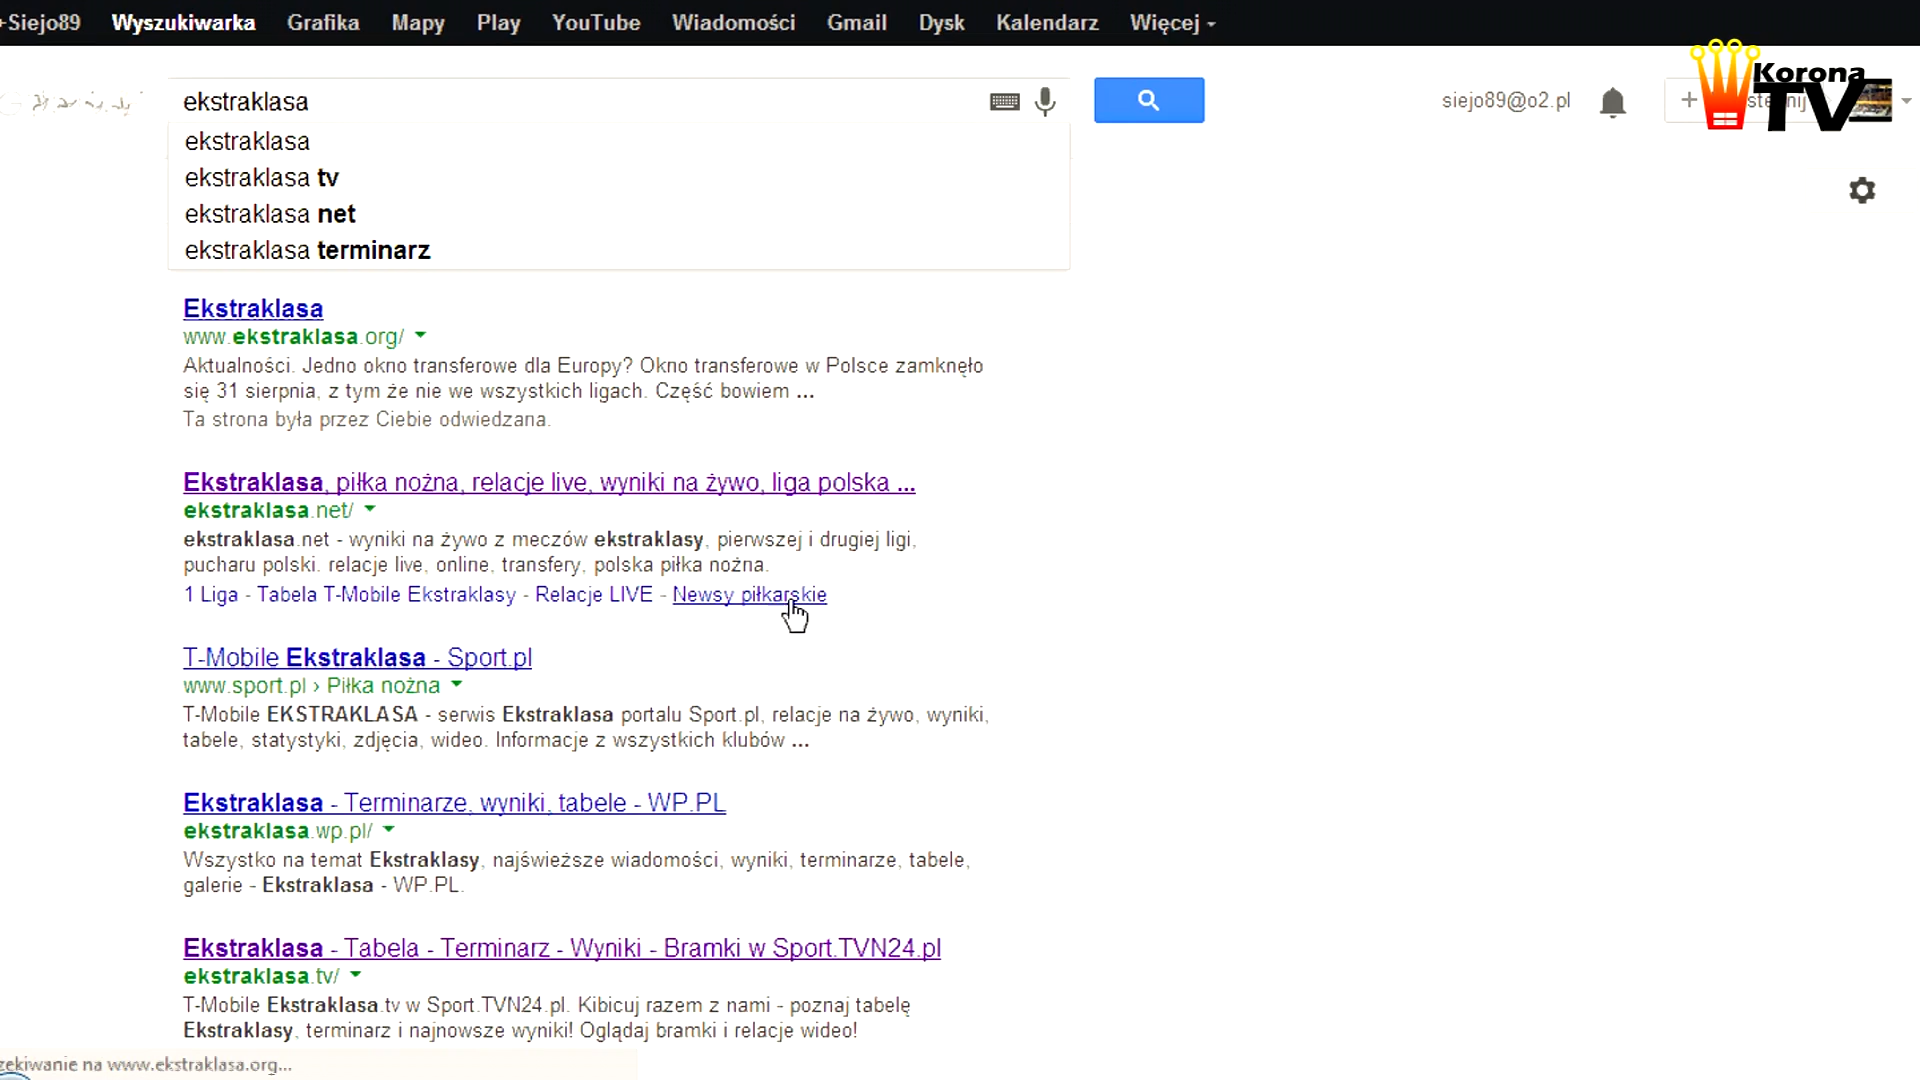 +Siejo89 Wyszukiwarka Grafika Mapy Play YouTube Wiadomości Gmail Dysk Kalendarz Więcej
Korona
TV
ekstraklasa
siejo89@o2.pl
ekstraklasa
ekstraklasa tv
ekstraklasa net
ekstraklasa terminarz
Ekstraklasa
www.ekstraklasa.org/
Aktualności. Jedno okno transferowe dla Europy? Okno transferowe w Polsce zamknęło
się 31 sierpnia, z tym że nie we wszystkich ligach. Część bowiem ...
Ta strona była przez Ciebie odwiedzana.
Ekstraklasa, piłka nożna, relacje live, wyniki na żywo, liga polska ...
ekstraklasa.net/
ekstraklasa.net - wyniki na żywo z meczów ekstraklasy, pierwszej i drugiej ligi,
pucharu polski. relacje live, online, transfery, polska piłka nożna.
1 Liga - Tabela T-Mobile Ekstraklasy - Relacje LIVE - Newsy piłkarskie
T-Mobile Ekstraklasa - Sport.pl
www.sport.pl › Piłka nożna
T-Mobile EKSTRAKLASA - serwis Ekstraklasa portalu Sport.pl, relacje na żywo, wyniki,
tabele, statystyki, zdjęcia, wideo. Informacje z wszystkich klubów ...
Ekstraklasa - Terminarze, wyniki, tabele - WP.PL
ekstraklasa.wp.pl/
Wszystko na temat Ekstraklasy, najświeższe wiadomości, wyniki, terminarze, tabele,
galerie - Ekstraklasa - WP.PL.
Ekstraklasa - Tabela - Terminarz - Wyniki - Bramki w Sport.TVN24.pl
ekstraklasa.tv/
T-Mobile Ekstraklasa.tv w Sport.TVN24.pl. Kibicuj razem z nami - poznaj tabelę
Ekstraklasy, terminarz i najnowsze wyniki! Oglądaj bramki i relacje wideo!
zekiwanie na www.ekstraklasa.org...